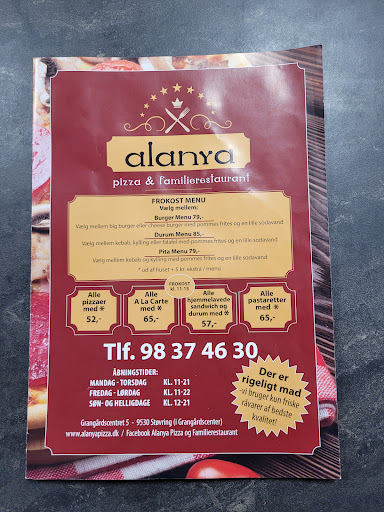 alanya
pizza & familierestaurant
FROKOST MENU
Vælg mellem:
Burger Menu 79,-
Vælg mellem big burger eller cheese burger med pommes frites og en lille sodavand
Durum Menu 85,-
Vælg mellem kebab, kylling eller falafel med pommes frites og en lille sodavand
Pita Menu 79,-
Vælg mellem kebab og kylling med pommes frites og en lille sodavand
* ud af huset + 5 kr. ekstra / menu
FROKOST
kl. 11-16
Alle
pizzaer
med *
52,-
Alle
A La Carte
med *
65,-
Alle
hjemmelavede
sandwich og
durum med *
57,-
Alle
pastaretter
med *
65,-
Tlf. 98 37 46 30
ÅBNINGSTIDER:
MANDAG - TORSDAG KL. 11-21
FREDAG - LØRDAG KL. 11-22
SØN- OG HELLIGDAGE KL. 12-21
Der er
rigeligt mad
-vi bruger kun friske
råvarer af bedste
kvalitet!
Grangårdscentret 5 - 9530 Støvring (i Grangårdscenter)
www.alanyapizza.dk / Facebook Alanya Pizza og Familierestaurant